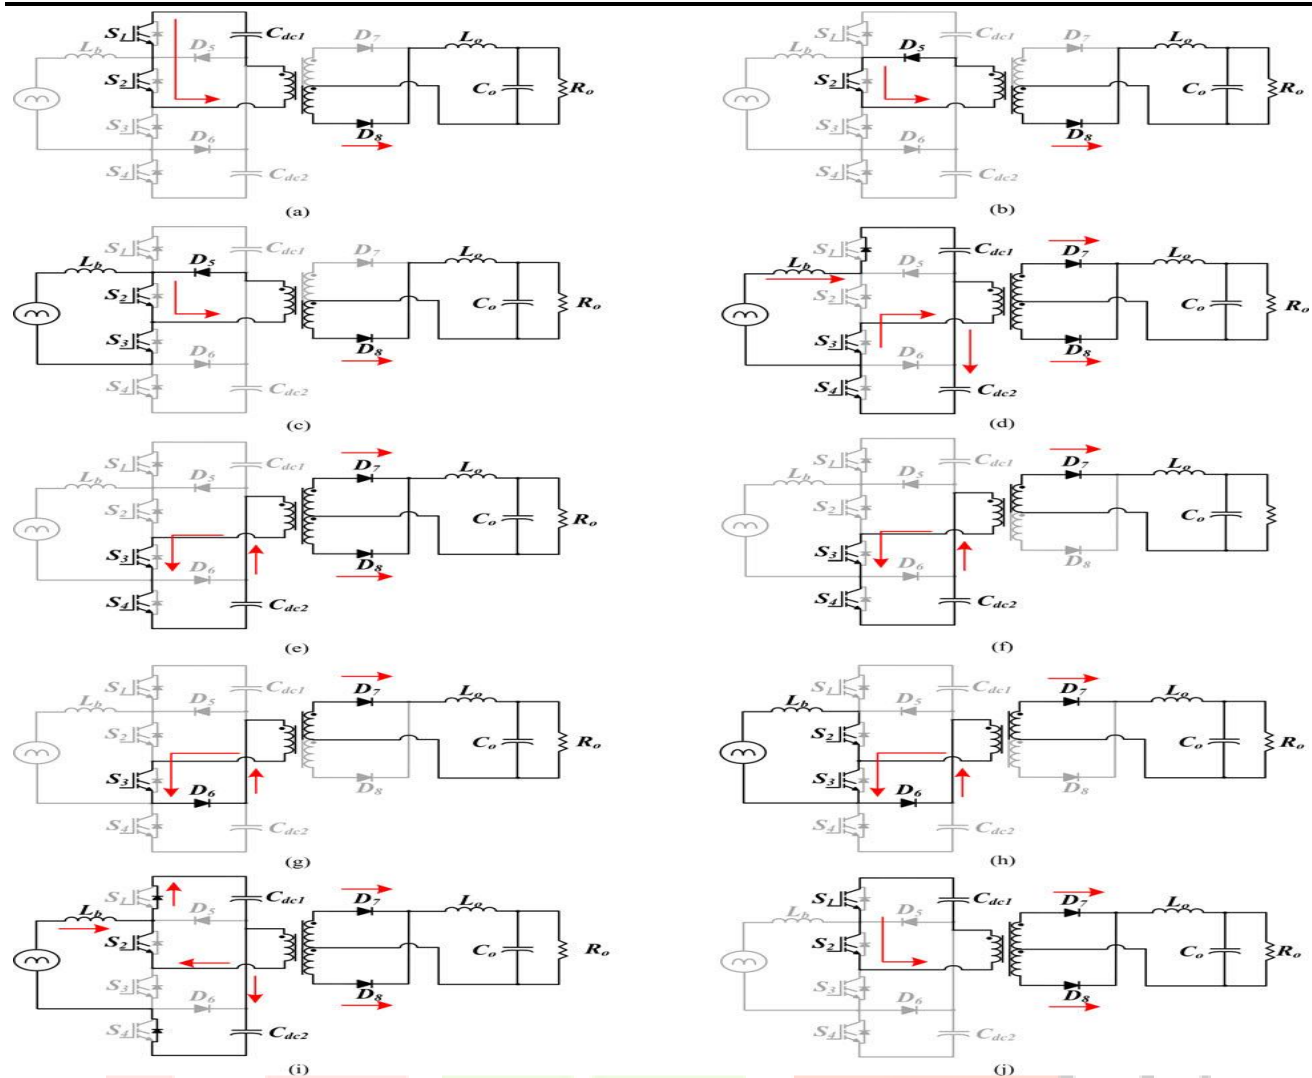 S1 Cdc1 D7 Lo
Lb D5
S2 Co Ro
S3 D6 D8
S4 Cdc2
(a)
S1 Cdc1 D7 Lo
Lb D5
S2 Co Ro
S3 D6 D8
S4 Cdc2
(b)
S1 Cdc1 D7 Lo
Lb D5
S2 Co Ro
S3 D6 D8
S4 Cdc2
(c)
S1 Cdc1 D7 Lo
Lb D5
S2 Co Ro
S3 D6 D8
S4 Cdc2
(d)
S1 Cdc1 D7 Lo
Lb D5
S2 Co Ro
S3 D6 D8
S4 Cdc2
(e)
S1 Cdc1 D7 Lo
Lb D5
S2 Co
S3 D6 D8
S4 Cdc2
(f)
S1 Cdc1 D7 Lo
Lb D5
S2 Co Ro
S3 D6 D8
S4 Cdc2
(g)
S1 Cdc1 D7 Lo
Lb D5
S2 Co Ro
S3 D6 D8
S4 Cdc2
(h)
S1 Cdc1 D7 Lo
Lb D5
S2 Co Ro
S3 D6 D8
S4 Cdc2
(i)
S1 Cdc1 D7 Lo
Lb D5
S2 Co Ro
S3 D6 D8
S4 Cdc2
(j)